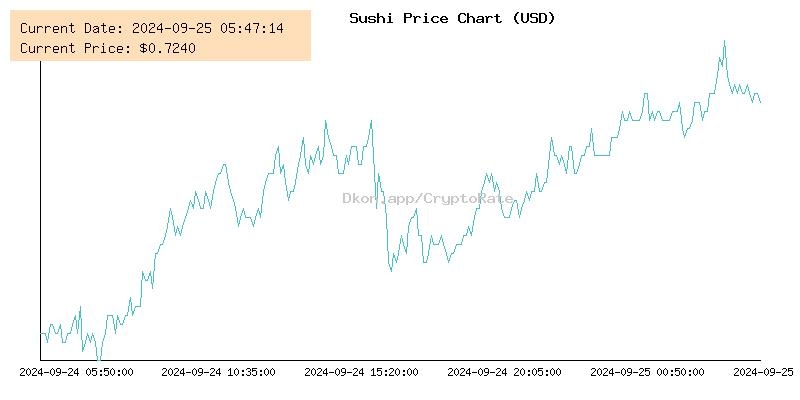 Sushi Price Chart (USD)
Current Date: 2024-09-25 05:47:14
Current Price: $0.7240
Dkon.app/CryptoRate
2024-09-24 05:50:00 2024-09-24 10:35:00 2024-09-24 15:20:00 2024-09-24 20:05:00 2024-09-25 00:50:00 2024-09-25